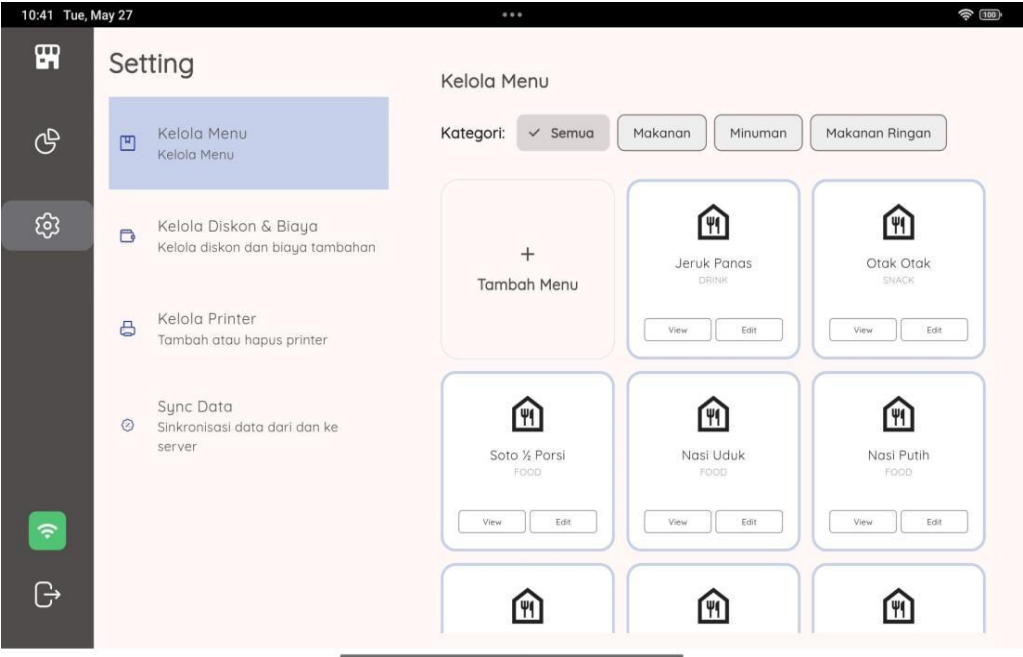 10:41 Tue, May 27
100
Setting
Kelola Menu
Kelola Menu
Kelola Diskon & Biaya
Kelola diskon dan biaya tambahan
Kelola Printer
Tambah atau hapus printer
Sync Data
Sinkronisasi data dari dan ke
server
Kelola Menu
Kategori: Semua Makanan Minuman Makanan Ringan
+
Tambah Menu
Jeruk Panas
DRINK
View Edit
Otak Otak
SNACK
View Edit
Soto ½ Porsi
FOOD
View Edit
Nasi Uduk
FOOD
View Edit
Nasi Putih
FOOD
View Edit